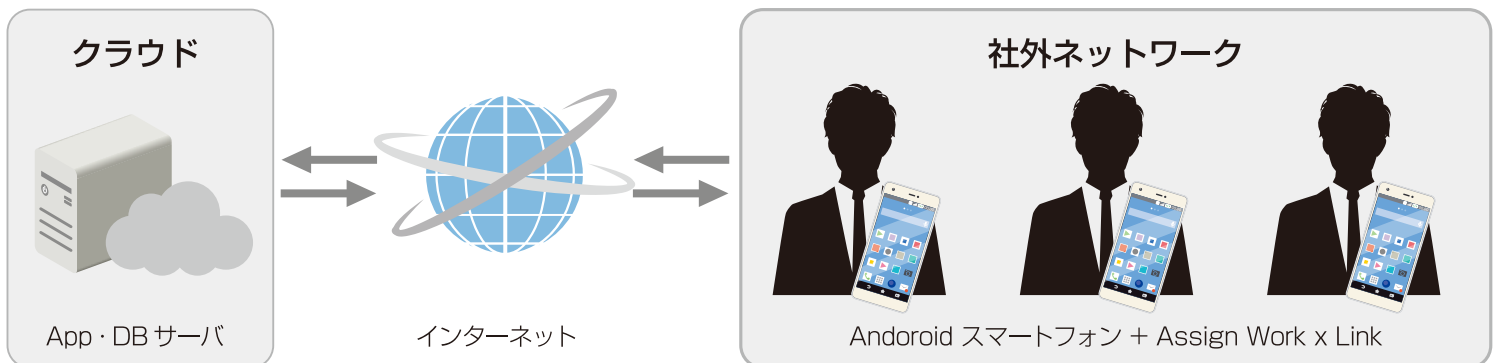 クラウド
社外ネットワーク
App・DB サーバ
インターネット
Andoroid スマートフォン + Assign Work x Link